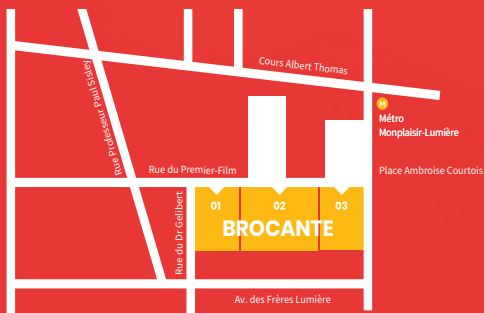 Cours Albert Thomas
Rue Professeur Paul Sisley
M
Métro
Monplaisir-Lumière
Rue du Premier-Film
Place Ambroise Courtois
01
02
03
BROCANTE
Rue du Dr Gelibert
Av. des Frères Lumière